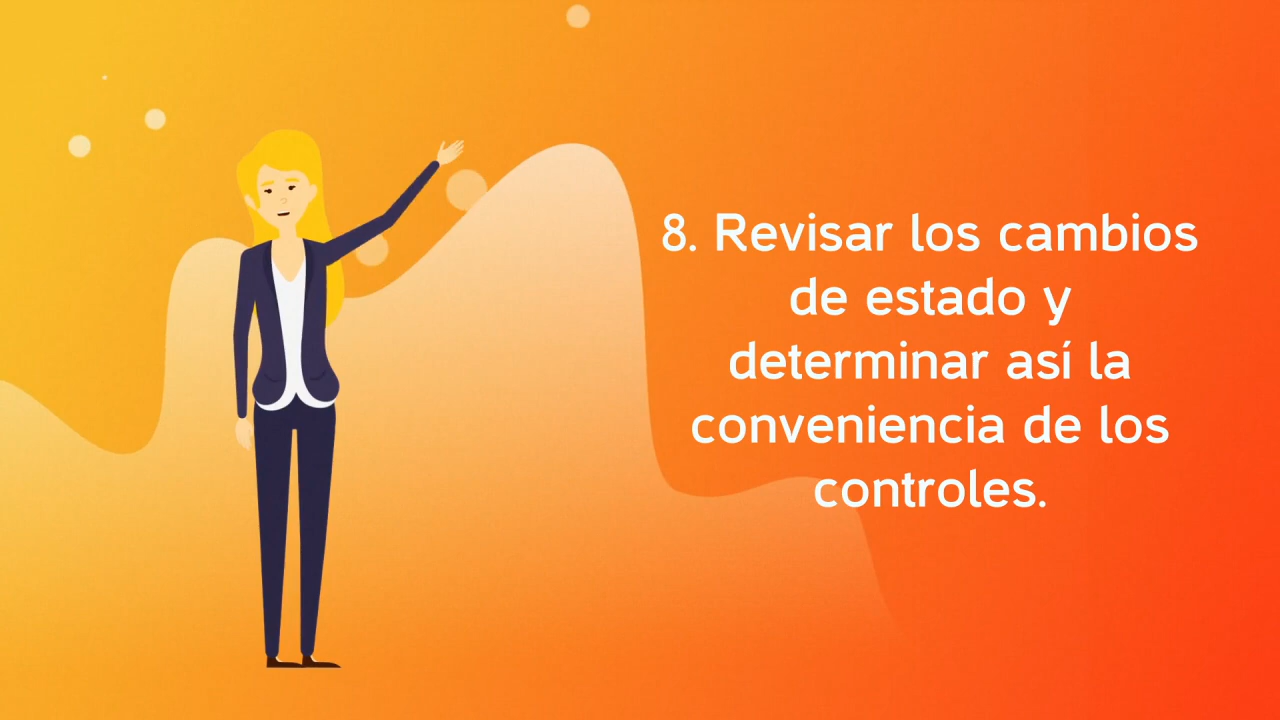 8. Revisar los cambios
de estado y
determinar así la
conveniencia de los
controles.